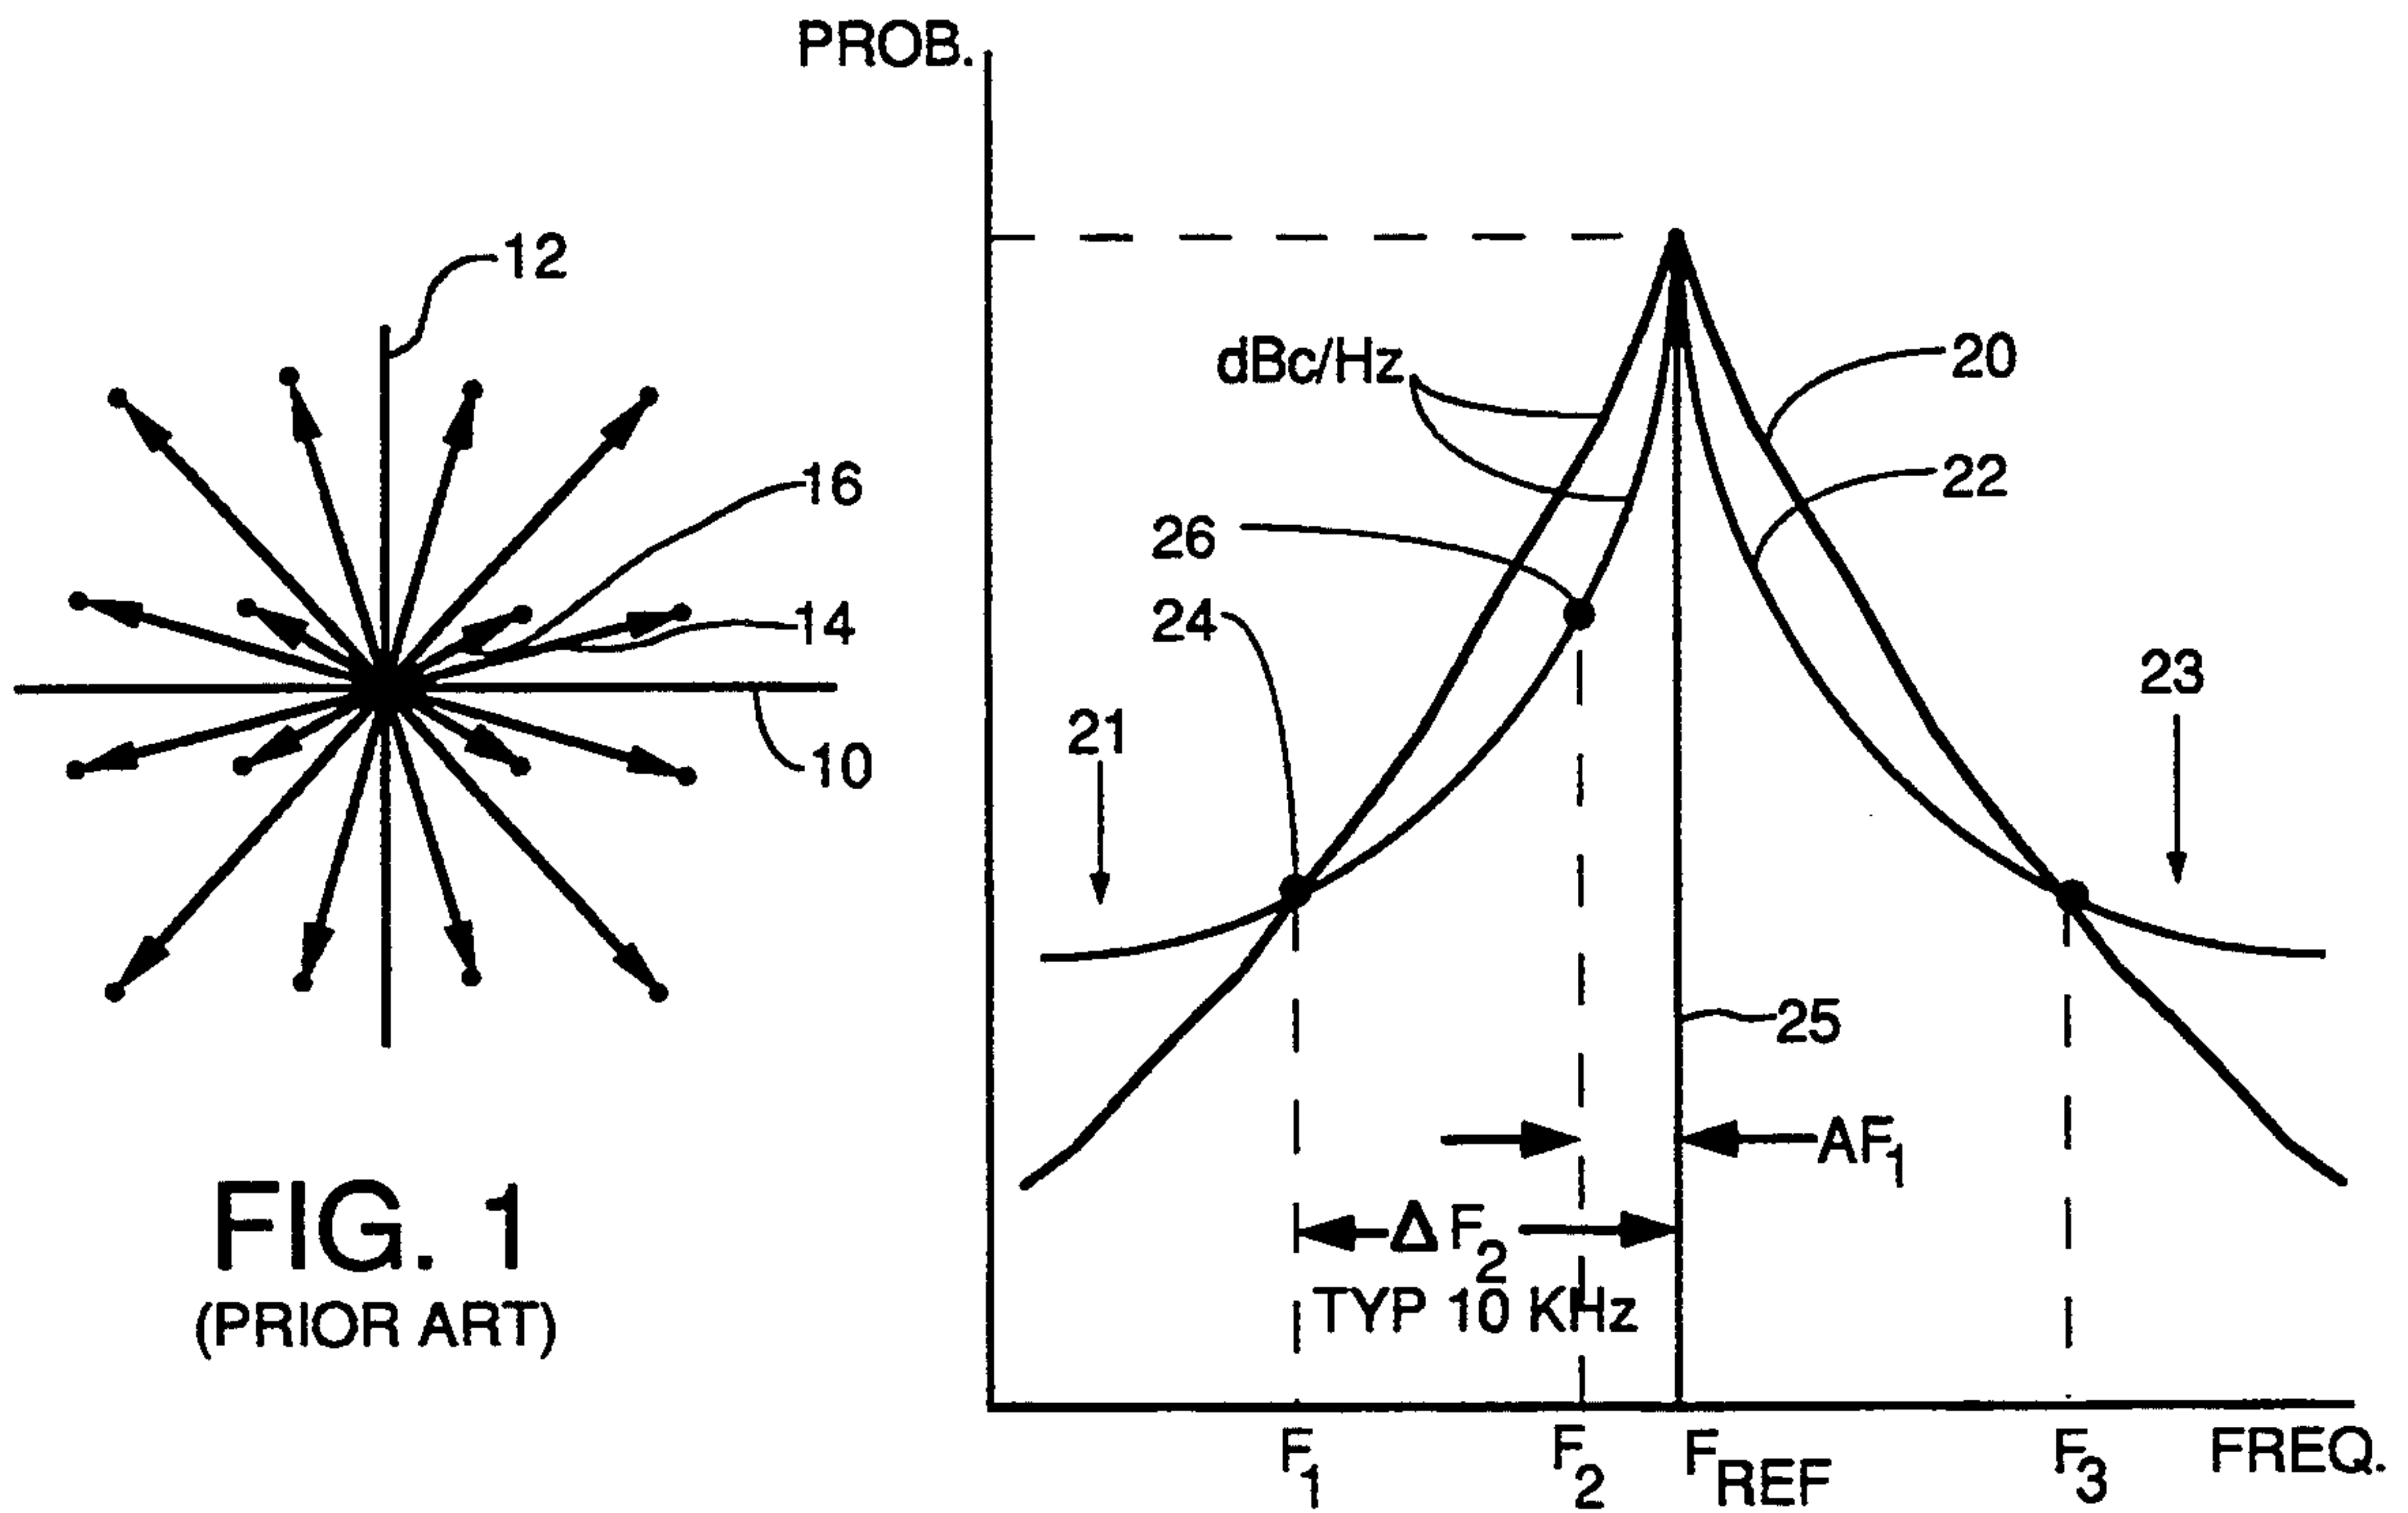 12
16
14
10
FIG. 1
(PRIOR ART)
PROB.
dBc/Hz
20
22
26
24
21
23
25
AF1
Δ F2
TYP 10 KHz
F1 F2 FREF F3 FREQ.